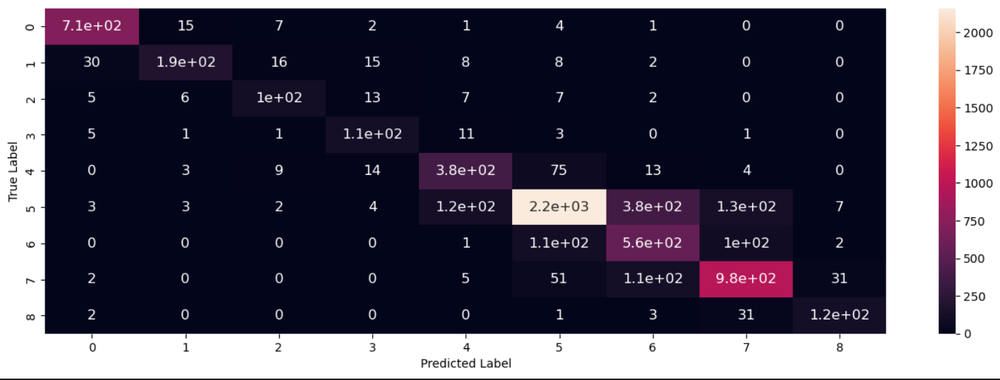 0 7.1e+02 15 7 2 1 4 1 0 0
1 30 1.9e+02 16 15 8 8 2 0 0
2 5 6 1e+02 13 7 7 2 0 0
3 5 1 1 1.1e+02 11 3 0 1 0
4 0 3 9 14 3.8e+02 75 13 4 0
5 3 3 2 4 1.2e+02 2.2e+03 3.8e+02 1.3e+02 7
6 0 0 0 0 1 1.1e+02 5.6e+02 1e+02 2
7 2 0 0 0 5 51 1.1e+02 9.8e+02 31
8 2 0 0 0 0 1 3 31 1.2e+02
0 1 2 3 4 5 6 7 8
True Label
Predicted Label
2000
1750
1500
1250
1000
750
500
250
0